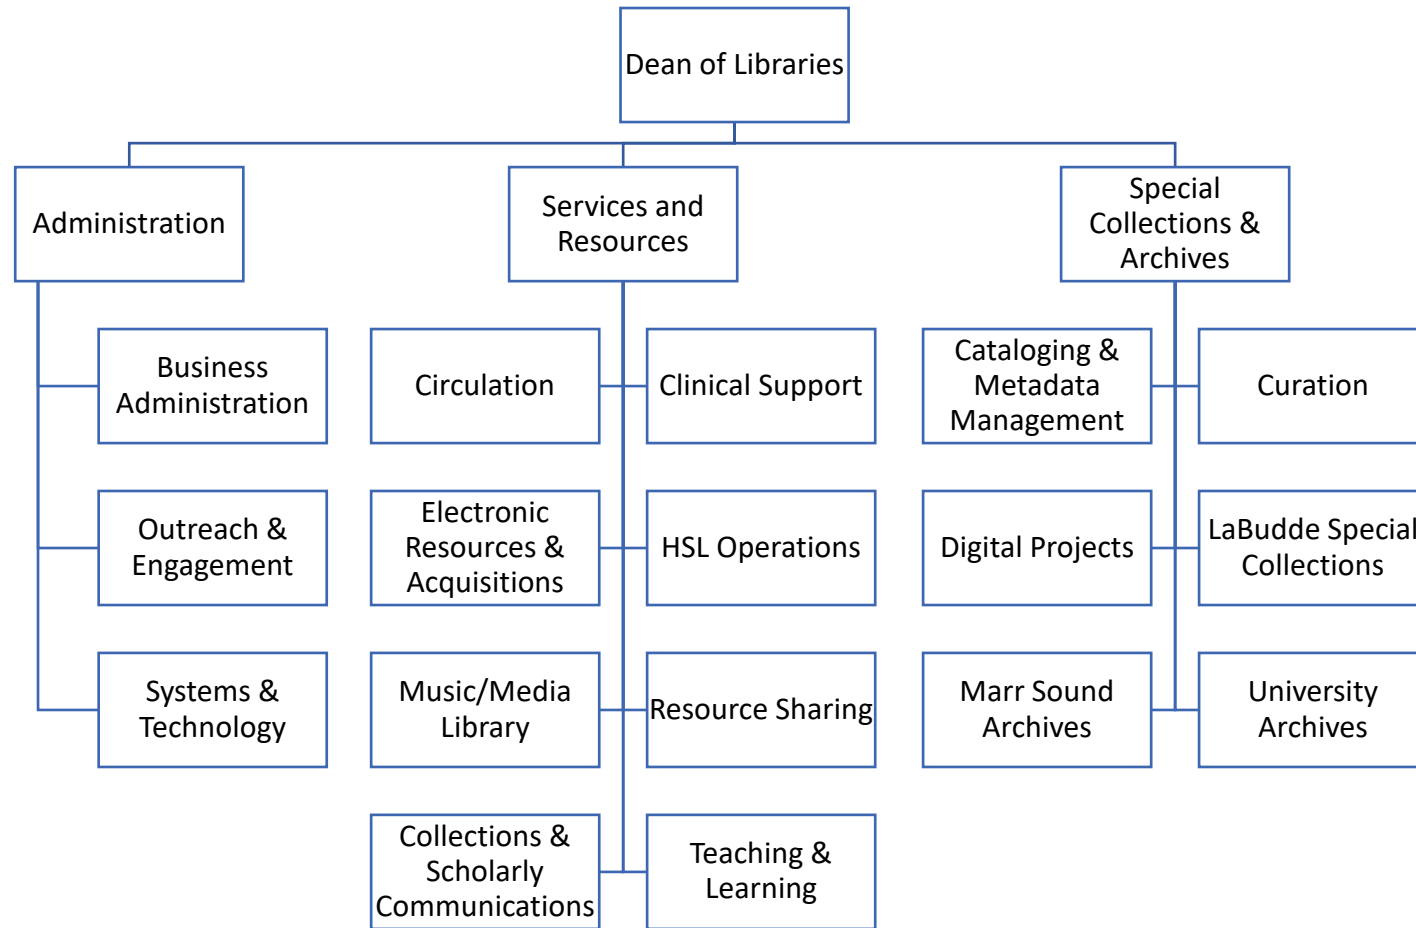 Dean of Libraries
Administration
Services and
Resources
Special
Collections &
Archives
Business
Administration
Circulation
Clinical Support
Cataloging &
Metadata
Management
Curation
Outreach &
Engagement
Electronic
Resources &
Acquisitions
HSL Operations
Digital Projects
LaBudde Special
Collections
Systems &
Technology
Music/Media
Library
Resource Sharing
Marr Sound
Archives
University
Archives
Collections &
Scholarly
Communications
Teaching &
Learning